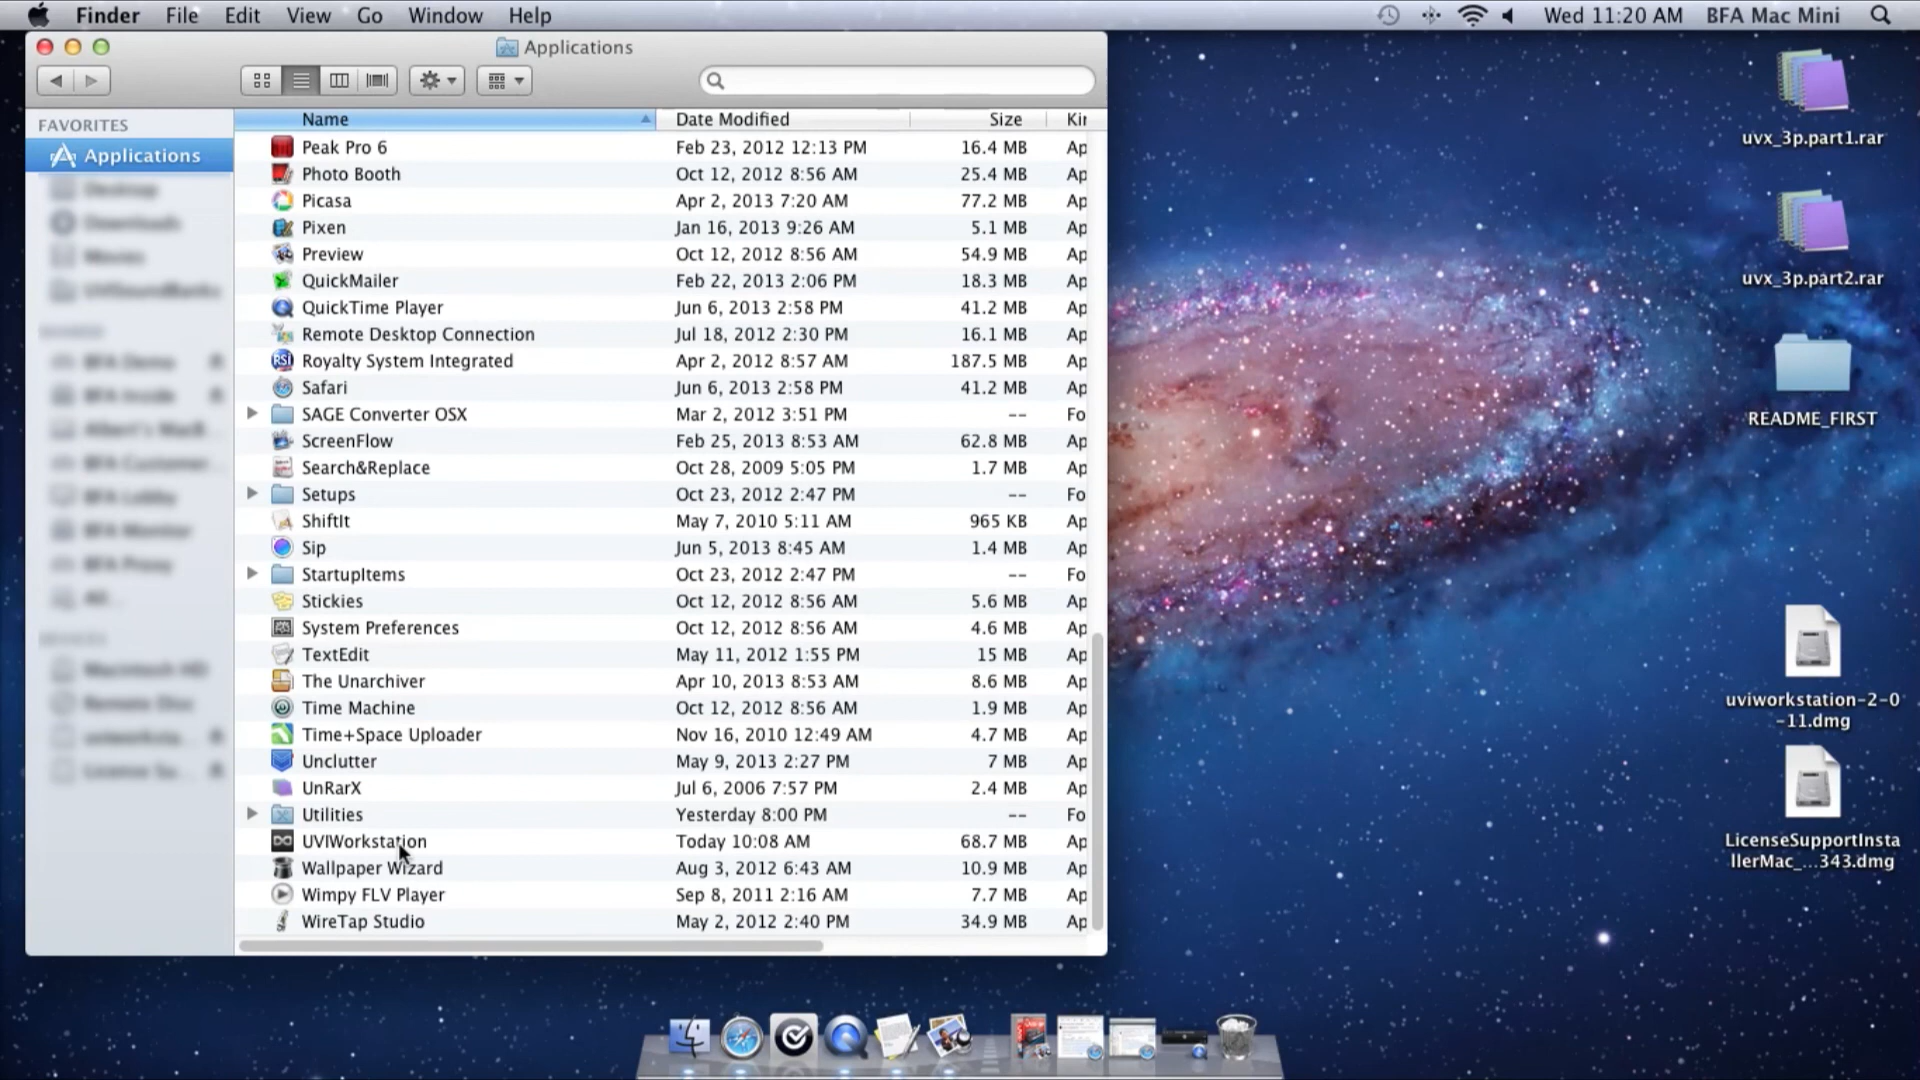 Finder File Edit View Go Window Help Wed 11:20 AM BFA Mac Mini
Applications
FAVORITES
Applications
Name Date Modified Size Kir
Peak Pro 6 Feb 23, 2012 12:13 PM 16.4 MB Ap
Photo Booth Oct 12, 2012 8:56 AM 25.4 MB Ap
Picasa Apr 2, 2013 7:20 AM 77.2 MB Ap
Pixen Jan 16, 2013 9:26 AM 5.1 MB Ap
Preview Oct 12, 2012 8:56 AM 54.9 MB Ap
QuickMailer Feb 22, 2013 2:06 PM 18.3 MB Ap
QuickTime Player Jun 6, 2013 2:58 PM 41.2 MB Ap
Remote Desktop Connection Jul 18, 2012 2:30 PM 16.1 MB Ap
Royalty System Integrated Apr 2, 2012 8:57 AM 187.5 MB Ap
Safari Jun 6, 2013 2:58 PM 41.2 MB Ap
SAGE Converter OSX Mar 2, 2012 3:51 PM -- Fo
ScreenFlow Feb 25, 2013 8:53 AM 62.8 MB Ap
Search&Replace Oct 28, 2009 5:05 PM 1.7 MB Ap
Setups Oct 23, 2012 2:47 PM -- Fo
ShiftIt May 7, 2010 5:11 AM 965 KB Ap
Sip Jun 5, 2013 8:45 AM 1.4 MB Ap
StartupItems Oct 23, 2012 2:47 PM -- Fo
Stickies Oct 12, 2012 8:56 AM 5.6 MB Ap
System Preferences Oct 12, 2012 8:56 AM 4.6 MB Ap
TextEdit May 11, 2012 1:55 PM 15 MB Ap
The Unarchiver Apr 10, 2013 8:53 AM 8.6 MB Ap
Time Machine Oct 12, 2012 8:56 AM 1.9 MB Ap
Time+Space Uploader Nov 16, 2010 12:49 AM 4.7 MB Ap
Unclutter May 9, 2013 2:27 PM 7 MB Ap
UnRarX Jul 6, 2006 7:57 PM 2.4 MB Ap
Utilities Yesterday 8:00 PM -- Fo
UVIWorkstation Today 10:08 AM 68.7 MB Ap
Wallpaper Wizard Aug 3, 2012 6:43 AM 10.9 MB Ap
Wimpy FLV Player Sep 8, 2011 2:16 AM 7.7 MB Ap
WireTap Studio May 2, 2012 2:40 PM 34.9 MB Ap
uvx_3p.part1.rar
uvx_3p.part2.rar
README_FIRST
uviworkstation-2-0
-11.dmg
LicenseSupportInsta
llerMac_...343.dmg